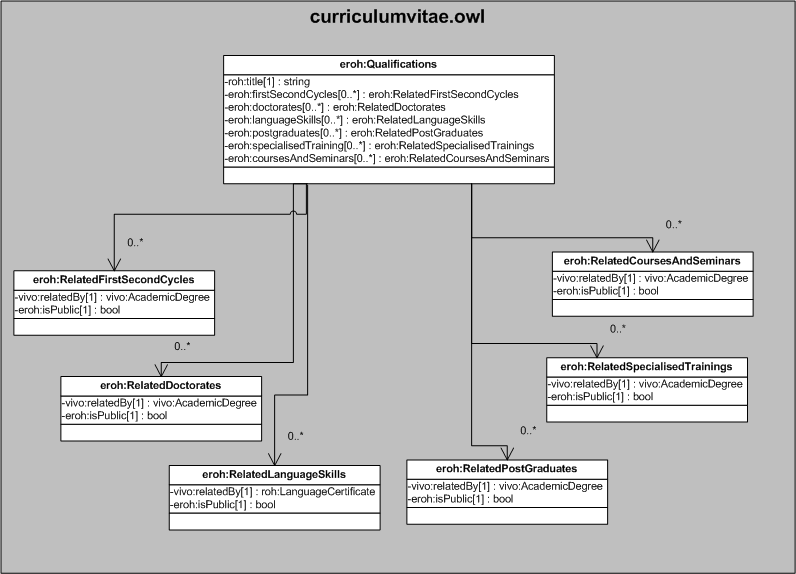 curriculumvitae.owl
eroh:Qualifications
-roh:title[1] : string
-eroh:firstSecondCycles[0..*] : eroh:RelatedFirstSecondCycles
-eroh:doctorates[0..*] : eroh:RelatedDoctorates
-eroh:languageSkills[0..*] : eroh:RelatedLanguageSkills
-eroh:postgraduates[0..*] : eroh:RelatedPostGraduates
-eroh:specialisedTraining[0..*] : eroh:RelatedSpecialisedTrainings
-eroh:coursesAndSeminars[0..*] : eroh:RelatedCoursesAndSeminars
0..*
eroh:RelatedFirstSecondCycles
-vivo:relatedBy[1] : vivo:AcademicDegree
-eroh:isPublic[1] : bool
0..*
eroh:RelatedCoursesAndSeminars
-vivo:relatedBy[1] : vivo:AcademicDegree
-eroh:isPublic[1] : bool
0..*
eroh:RelatedDoctorates
-vivo:relatedBy[1] : vivo:AcademicDegree
-eroh:isPublic[1] : bool
0..*
eroh:RelatedSpecialisedTrainings
-vivo:relatedBy[1] : vivo:AcademicDegree
-eroh:isPublic[1] : bool
0..*
eroh:RelatedLanguageSkills
-vivo:relatedBy[1] : roh:LanguageCertificate
-eroh:isPublic[1] : bool
0..*
eroh:RelatedPostGraduates
-vivo:relatedBy[1] : vivo:AcademicDegree
-eroh:isPublic[1] : bool